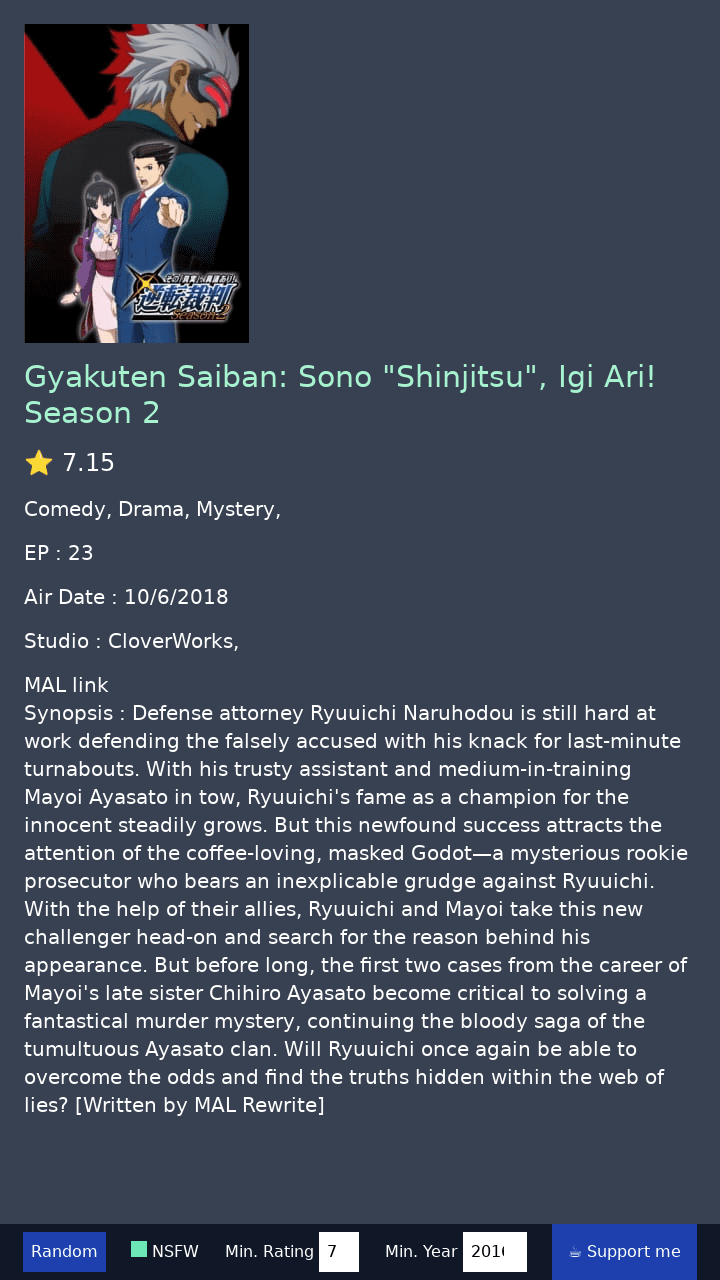 その「真実」、異議あり!
逆転裁判
Season 2
Gyakuten Saiban: Sono "Shinjitsu", Igi Ari!
Season 2
⭐ 7.15
Comedy, Drama, Mystery,
EP : 23
Air Date : 10/6/2018
Studio : CloverWorks,
MAL link
Synopsis : Defense attorney Ryuuichi Naruhodou is still hard at
work defending the falsely accused with his knack for last-minute
turnabouts. With his trusty assistant and medium-in-training
Mayoi Ayasato in tow, Ryuuichi's fame as a champion for the
innocent steadily grows. But this newfound success attracts the
attention of the coffee-loving, masked Godot—a mysterious rookie
prosecutor who bears an inexplicable grudge against Ryuuichi.
With the help of their allies, Ryuuichi and Mayoi take this new
challenger head-on and search for the reason behind his
appearance. But before long, the first two cases from the career of
Mayoi's late sister Chihiro Ayasato become critical to solving a
fantastical murder mystery, continuing the bloody saga of the
tumultuous Ayasato clan. Will Ryuuichi once again be able to
overcome the odds and find the truths hidden within the web of
lies? [Written by MAL Rewrite]
Random NSFW Min. Rating 7 Min. Year 201 ☕ Support me